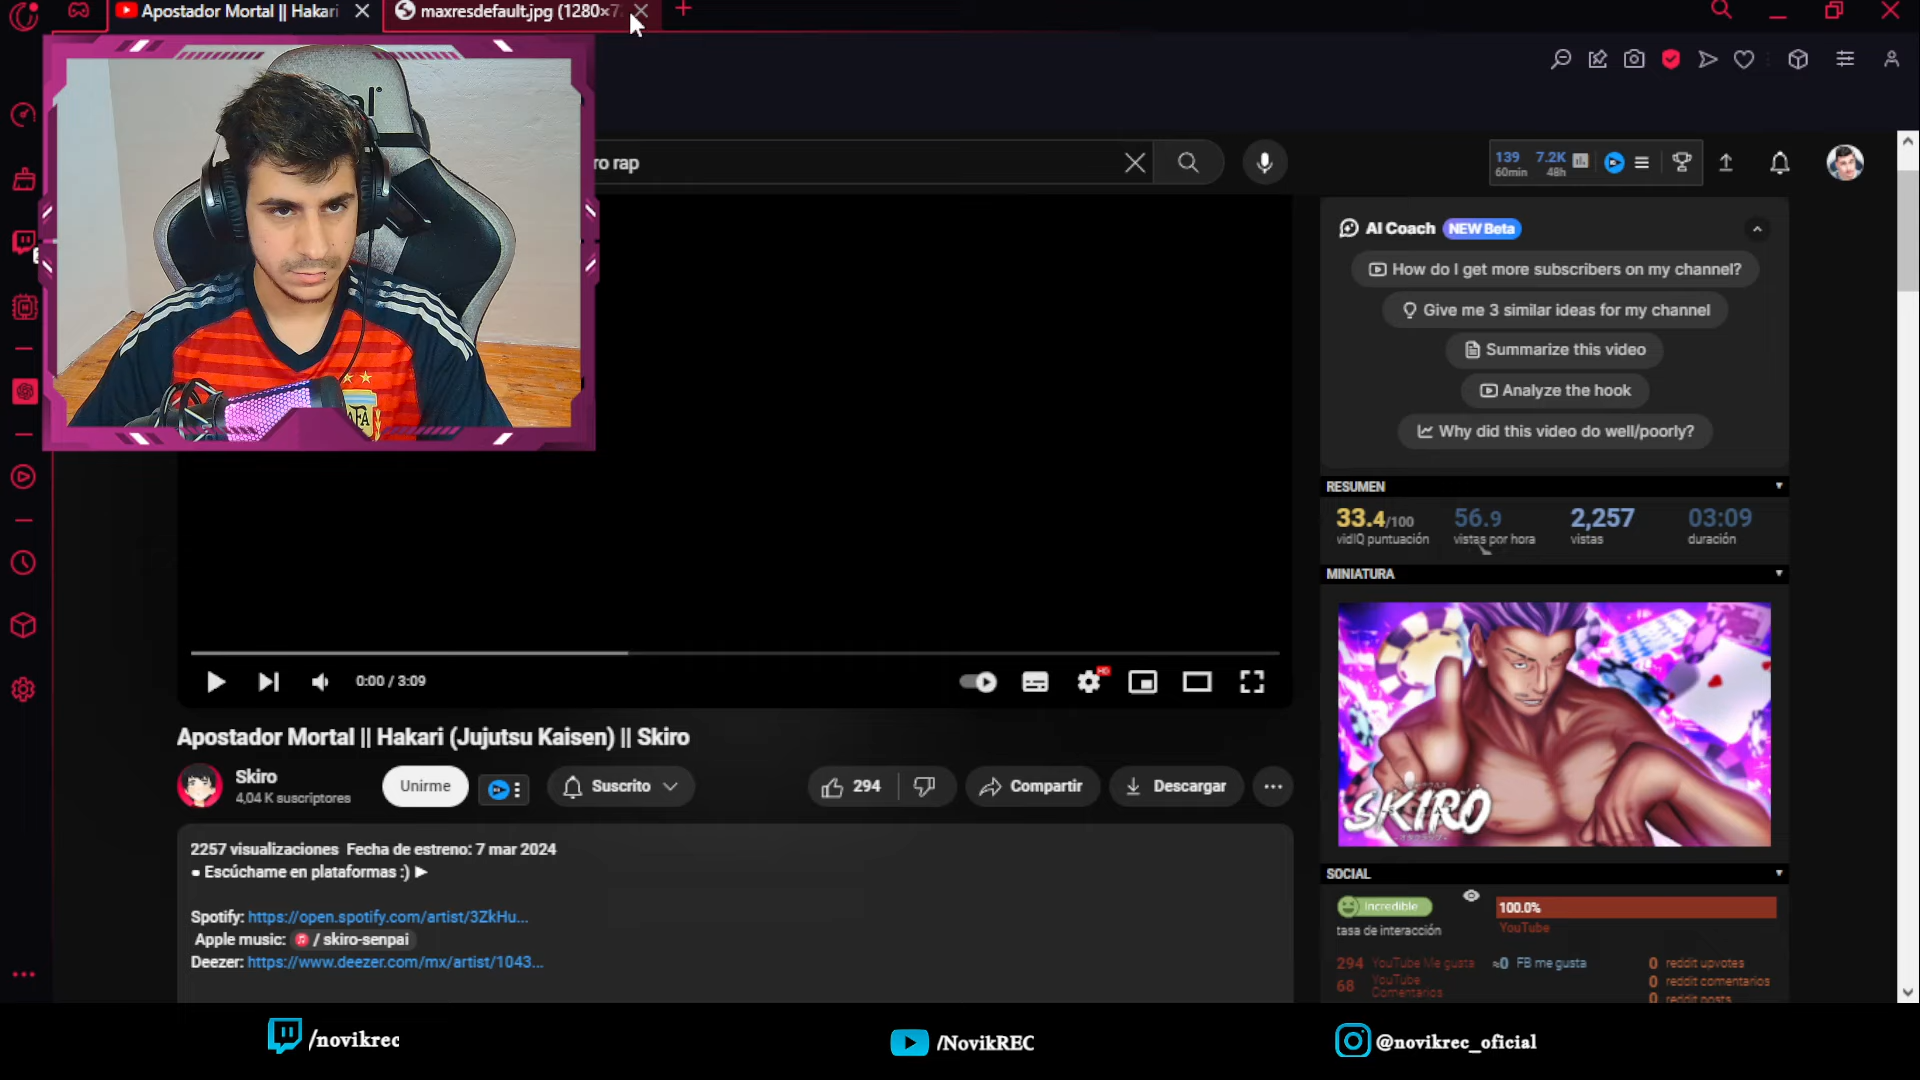 Apostador Mortal || Hakari
maxresdefault.jpg (1280×7
ro rap
139
60min
7.2K
48h
AI Coach NEW Beta
How do I get more subscribers on my channel?
Give me 3 similar ideas for my channel
Summarize this video
Analyze the hook
Why did this video do well/poorly?
RESUMEN
33.4/100
vidIQ puntuación
56.9
vistas por hora
2,257
vistas
03:09
duración
MINIATURA
SKIRO
0:00 / 3:09
HD
Apostador Mortal || Hakari (Jujutsu Kaisen) || Skiro
Skiro
4,04 K suscriptores
Unirme
Suscrito
294
Compartir
Descargar
2257 visualizaciones Fecha de estreno: 7 mar 2024
● Escúchame en plataformas :) ▶
Spotify: https://open.spotify.com/artist/3ZkHu...
Apple music: / skiro-senpai
Deezer: https://www.deezer.com/mx/artist/1043...
SOCIAL
Incredible
tasa de interacción
100.0%
YouTube
294 YouTube Me gusta
68 YouTube Comentarios
≈0 FB me gusta
0 reddit upvotes
0 reddit comentarios
0 reddit posts
AFA
/novikrec
/NovikREC
@novikrec_oficial